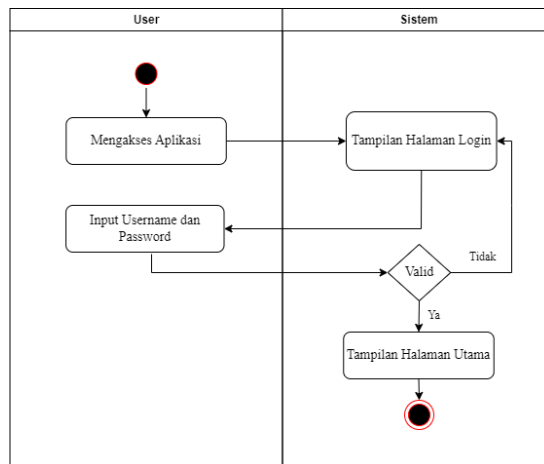 User
Sistem
Mengakses Aplikasi
Tampilan Halaman Login
Input Username dan
Password
Valid
Tidak
Ya
Tampilan Halaman Utama